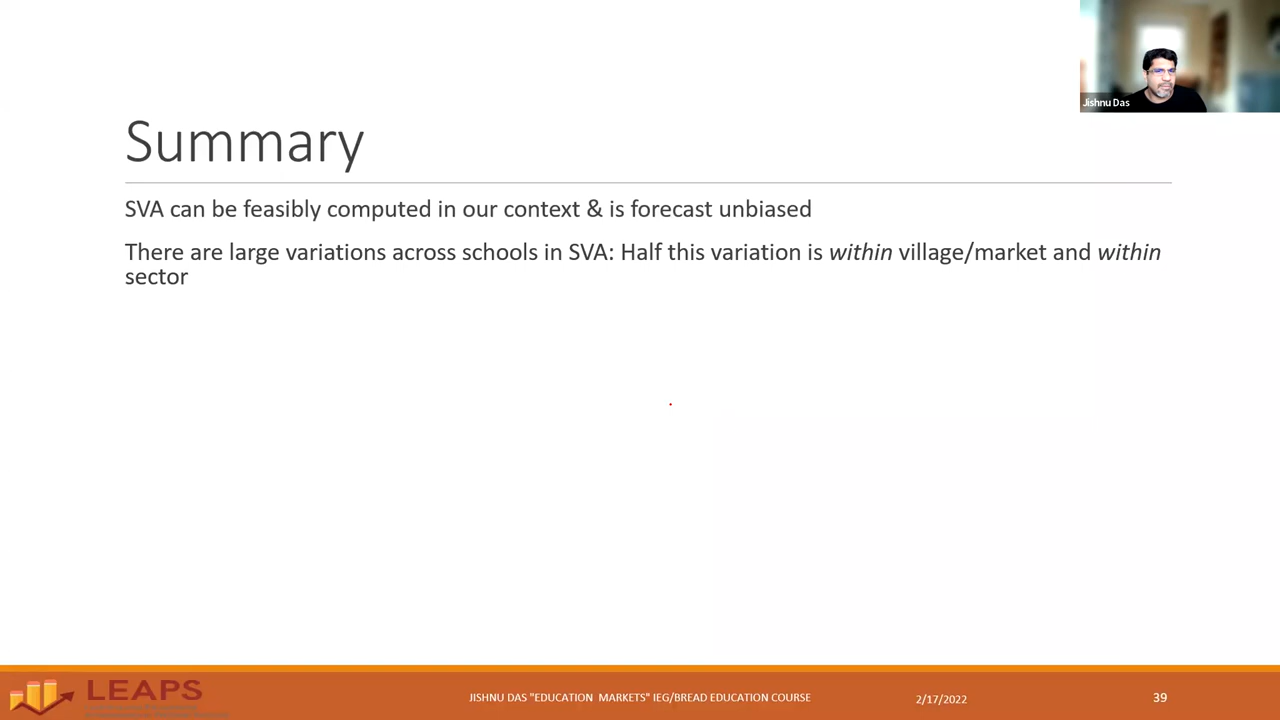 Jishnu Das
Summary
SVA can be feasibly computed in our context & is forecast unbiased
There are large variations across schools in SVA: Half this variation is within village/market and within
sector
LEAPS
JISHNU DAS "EDUCATION MARKETS" IEG/BREAD EDUCATION COURSE
2/17/2022
39